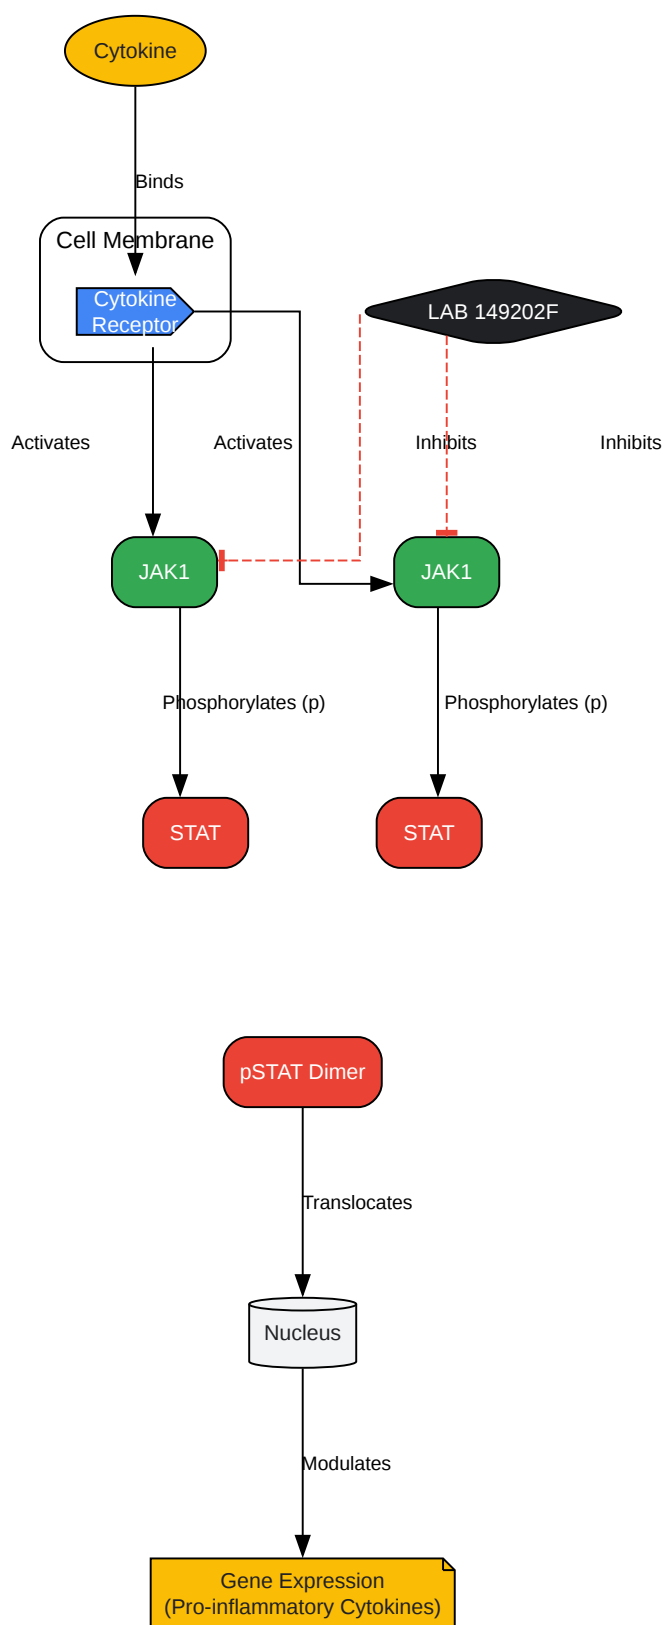 Cytokine
Binds
Cell Membrane
Cytokine
Receptor
LAB 149202F
Activates
Activates
Inhibits
Inhibits
JAK1
JAK1
Phosphorylates (p)
Phosphorylates (p)
STAT
STAT
pSTAT Dimer
Translocates
Nucleus
Modulates
Gene Expression
(Pro-inflammatory Cytokines)